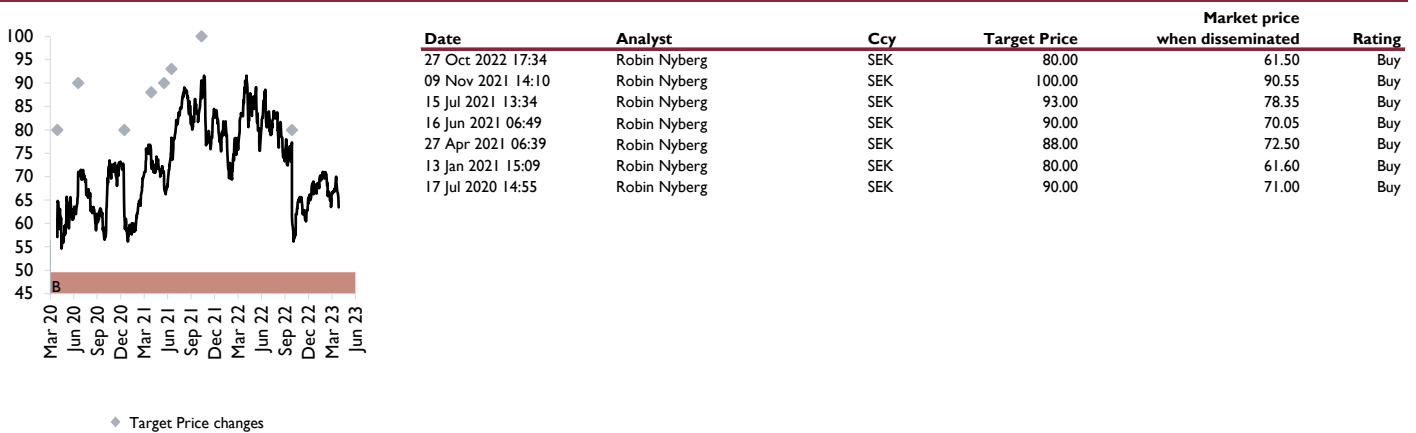 100
95
90
85
80
75
70
65
60
55
50
45
B
Mar 20
Jun 20
Sep 20
Dec 20
Mar 21
Jun 21
Sep 21
Dec 21
Mar 22
Jun 22
Sep 22
Dec 22
Mar 23
Jun 23
Target Price changes
Market price
Date Analyst Ccy Target Price when disseminated Rating
27 Oct 2022 17:34 Robin Nyberg SEK 80.00 61.50 Buy
09 Nov 2021 14:10 Robin Nyberg SEK 100.00 90.55 Buy
15 Jul 2021 13:34 Robin Nyberg SEK 93.00 78.35 Buy
16 Jun 2021 06:49 Robin Nyberg SEK 90.00 70.05 Buy
27 Apr 2021 06:39 Robin Nyberg SEK 88.00 72.50 Buy
13 Jan 2021 15:09 Robin Nyberg SEK 80.00 61.60 Buy
17 Jul 2020 14:55 Robin Nyberg SEK 90.00 71.00 Buy